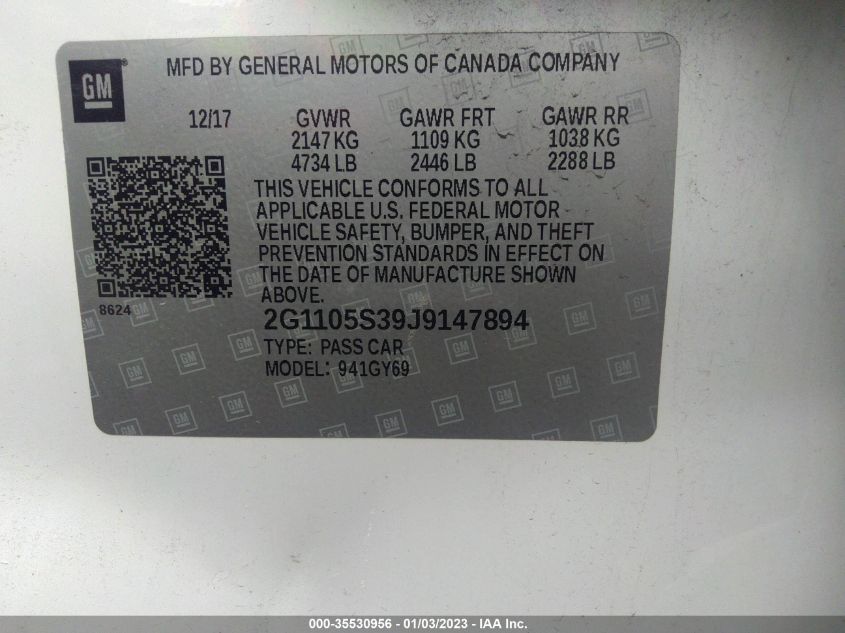 GM
MFD BY GENERAL MOTORS OF CANADA COMPANY
12/17 GVWR GAWR FRT GAWR RR
2147 KG 1109 KG 1038 KG
4734 LB 2446 LB 2288 LB
THIS VEHICLE CONFORMS TO ALL
APPLICABLE U.S. FEDERAL MOTOR
VEHICLE SAFETY, BUMPER, AND THEFT
PREVENTION STANDARDS IN EFFECT ON
THE DATE OF MANUFACTURE SHOWN
ABOVE.
8624
2G1105S39J9147894
TYPE: PASS CAR
MODEL: 941GY69
000-35530956 - 01/03/2023 - IAA Inc.